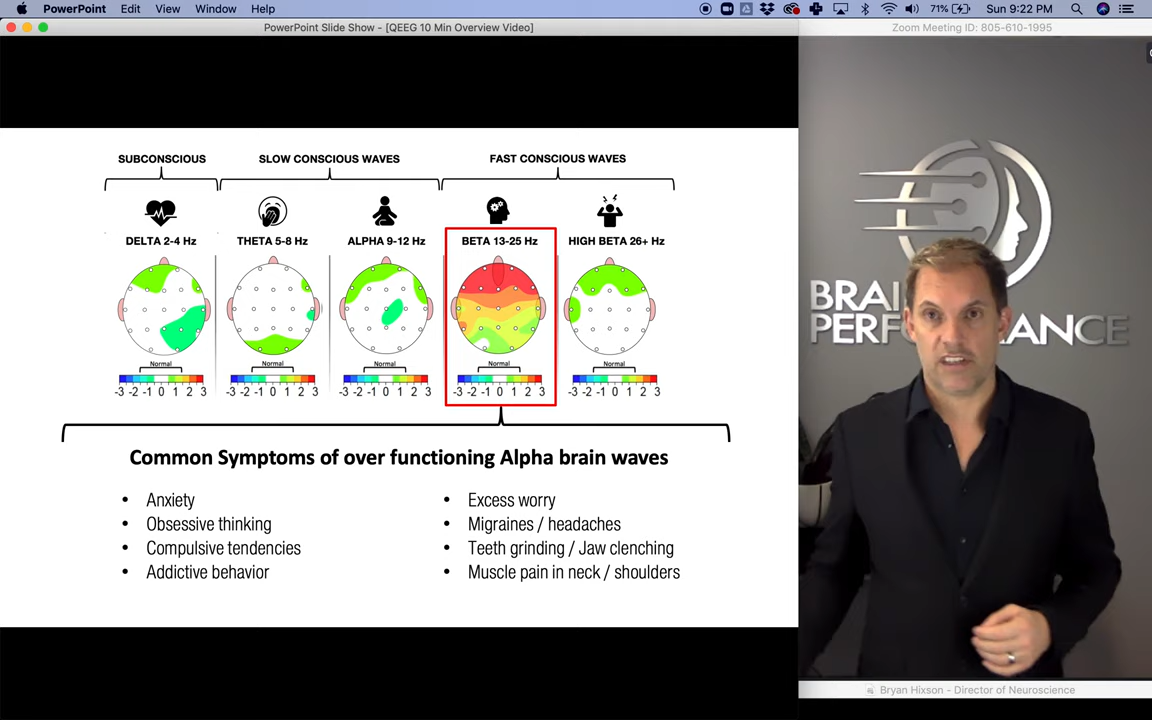 PowerPoint Edit View Window Help 71% Sun 9:22 PM
PowerPoint Slide Show - [QEEG 10 Min Overview Video]
Zoom Meeting ID: 805-610-1995
SUBCONSCIOUS SLOW CONSCIOUS WAVES FAST CONSCIOUS WAVES
DELTA 2-4 Hz THETA 5-8 Hz ALPHA 9-12 Hz BETA 13-25 Hz HIGH BETA 26+ Hz
Normal Normal Normal Normal Normal
-3 -2 -1 0 1 2 3 -3 -2 -1 0 1 2 3 -3 -2 -1 0 1 2 3 -3 -2 -1 0 1 2 3 -3 -2 -1 0 1 2 3
Common Symptoms of over functioning Alpha brain waves
• Anxiety
• Obsessive thinking
• Compulsive tendencies
• Addictive behavior
• Excess worry
• Migraines / headaches
• Teeth grinding / Jaw clenching
• Muscle pain in neck / shoulders
BRAI
PERF MANCE
Bryan Hixson - Director of Neuroscience